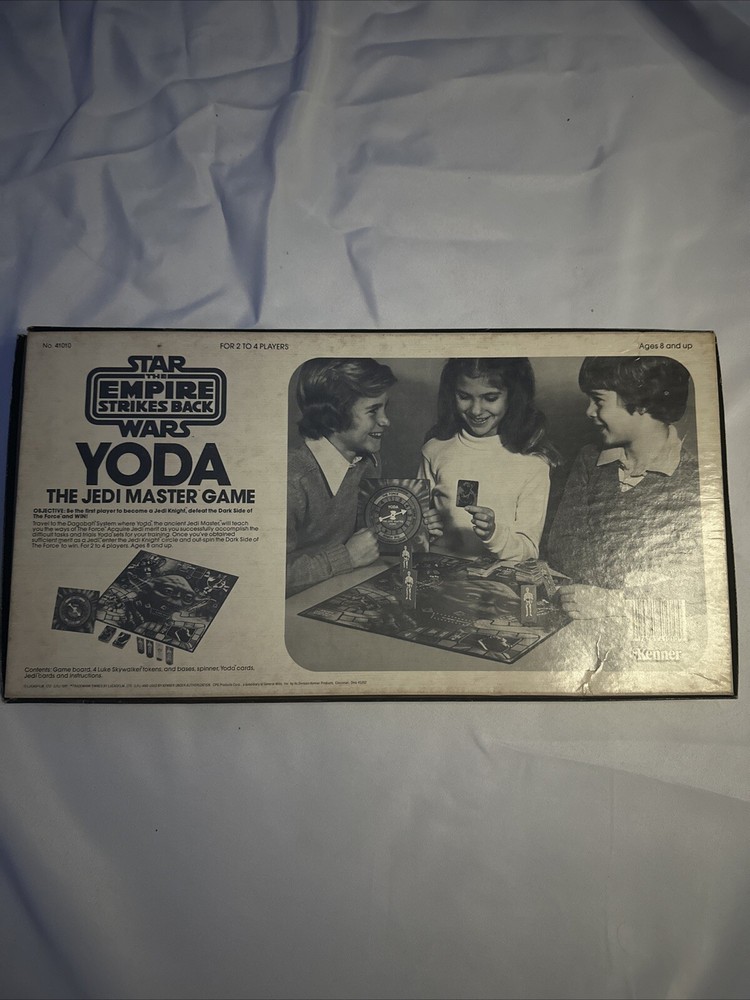 No. 41010
FOR 2 TO 4 PLAYERS
Ages 8 and up
STAR
THE
EMPIRE
STRIKES BACK
WARS
YODA
THE JEDI MASTER GAME
OBJECTIVE: Be the first player to become a Jedi Knight, defeat the Dark Side of
The Force and WIN!
Travel to the Dagobah System where Yoda, the ancient Jedi Master will teach
you the ways of The Force. Acquire Jedi merit as you successfully accomplish the
difficult tasks and trials Yoda sets for your training. Once you've obtained
sufficient merit as a Jedi, enter the Jedi Knight circle and out-spin the Dark Side of
The Force to win. For 2 to 4 players. Ages 8 and up.
Contents: Game board, 4 Luke Skywalker tokens, and bases, spinner, Yoda cards,
Jedi cards and instructions.
Kenner